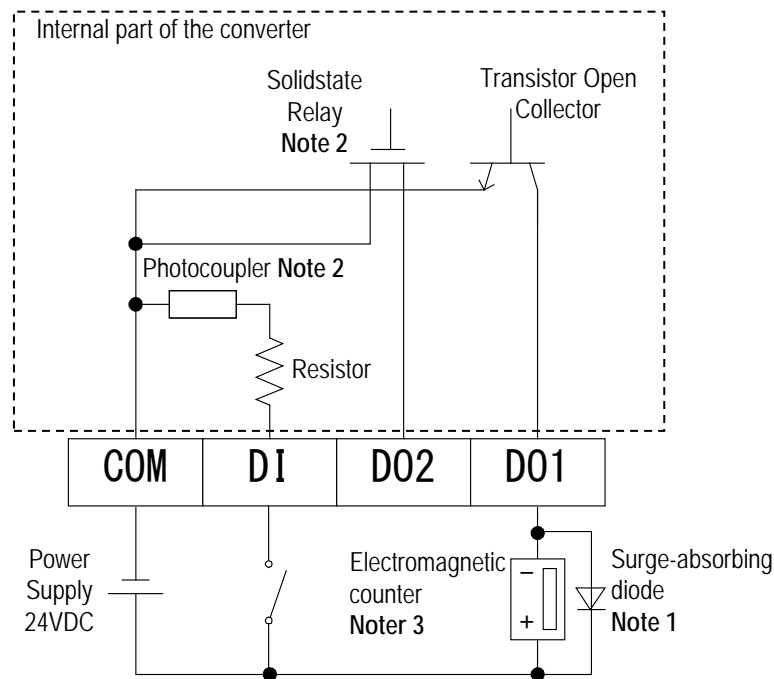 Internal part of the converter
Solidstate
Relay
Note 2
Transistor Open
Collector
Photocoupler Note 2
Resistor
COM
DI
DO2
DO1
Power
Supply
24VDC
Electromagnetic
counter
Noter 3
−
+
Surge-absorbing
diode
Note 1